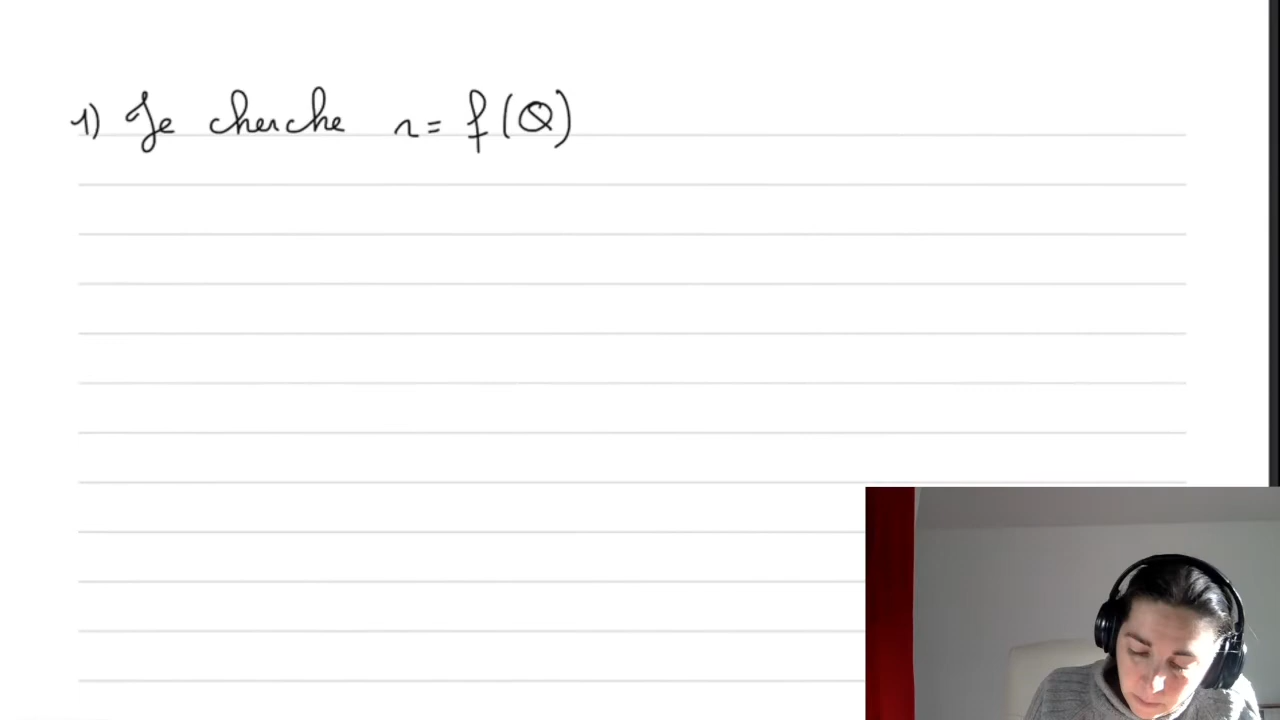 1) Je cherche n = f(Q)